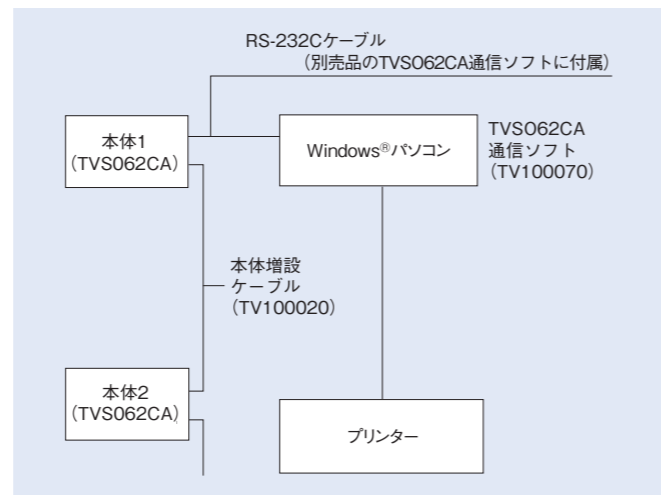 RS-232Cケーブル
（別売品のTVS062CA通信ソフトに付属）
本体1
（TVS062CA）
Windows®パソコン
TVS062CA
通信ソフト
（TV100070）
本体増設
ケーブル
（TV100020）
本体2
（TVS062CA）
プリンター